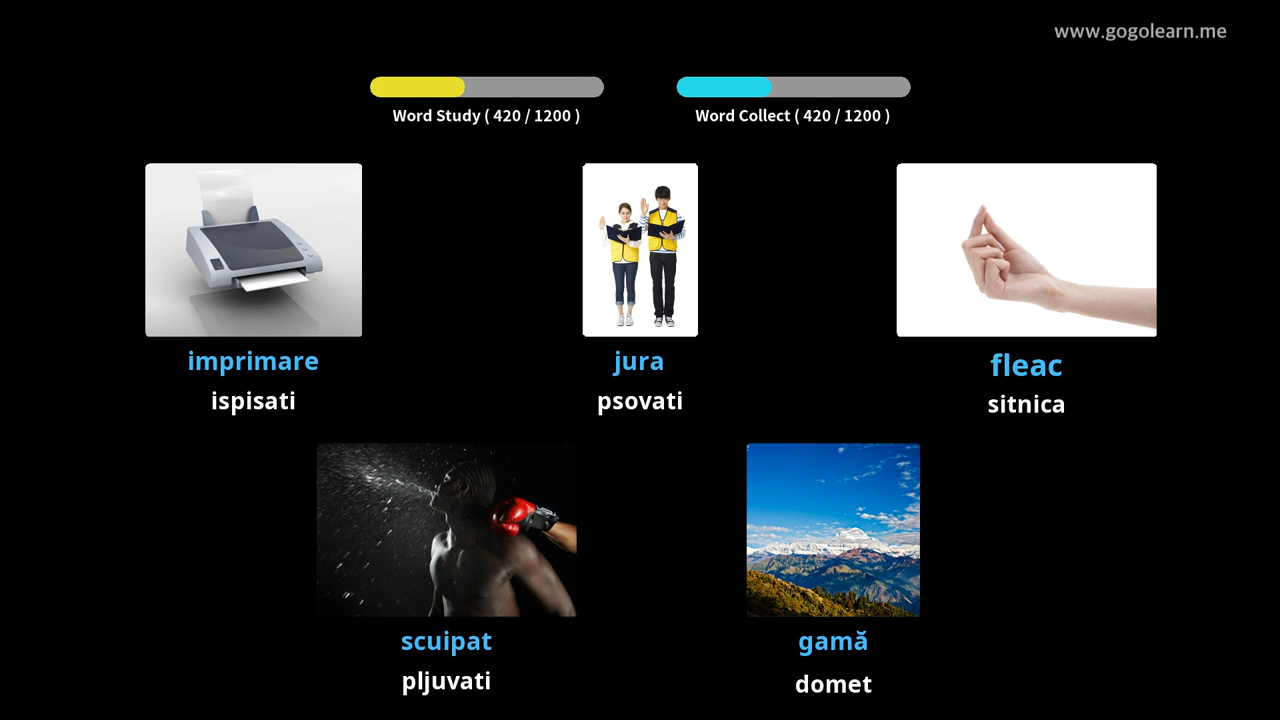 www.gogolearn.me
Word Study ( 420 / 1200 )
Word Collect ( 420 / 1200 )
imprimare
ispisati
jura
psovati
fleac
sitnica
scuipat
pljuvati
gamă
domet